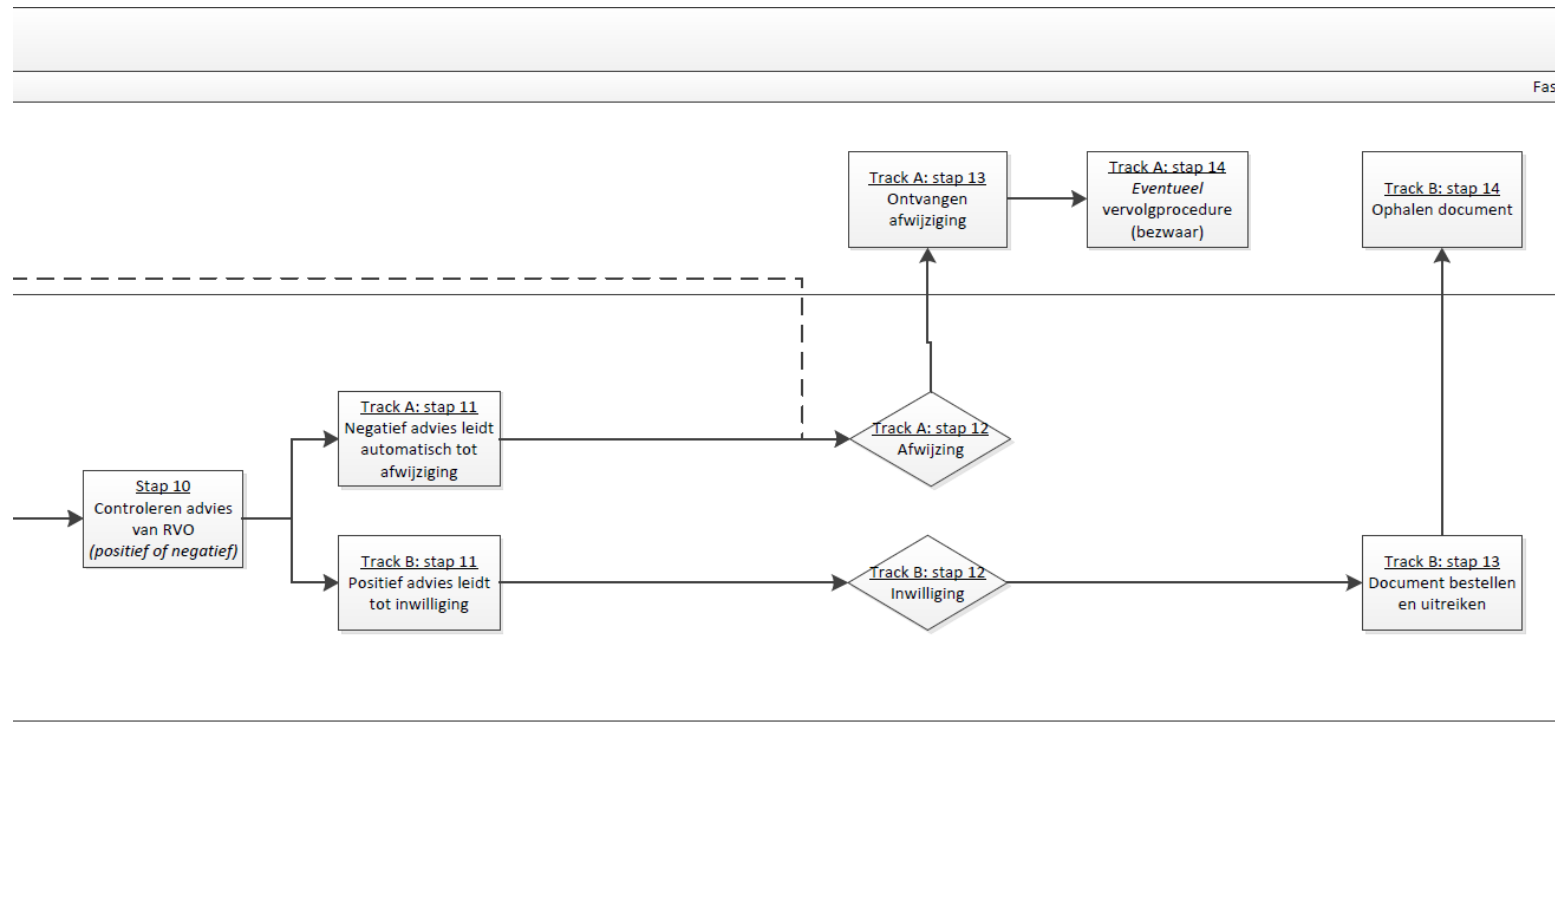 Fas
Track A: stap 13
Ontvangen
afwijziging
Track A: stap 14
Eventueel
vervolgprocedure
(bezwaar)
Track B: stap 14
Ophalen document
Track A: stap 11
Negatief advies leidt
automatisch tot
afwijziging
Track A: stap 12
Afwijzing
Stap 10
Controleren advies
van RVO
(positief of negatief)
Track B: stap 11
Positief advies leidt
tot inwilliging
Track B: stap 12
Inwilliging
Track B: stap 13
Document bestellen
en uitreiken